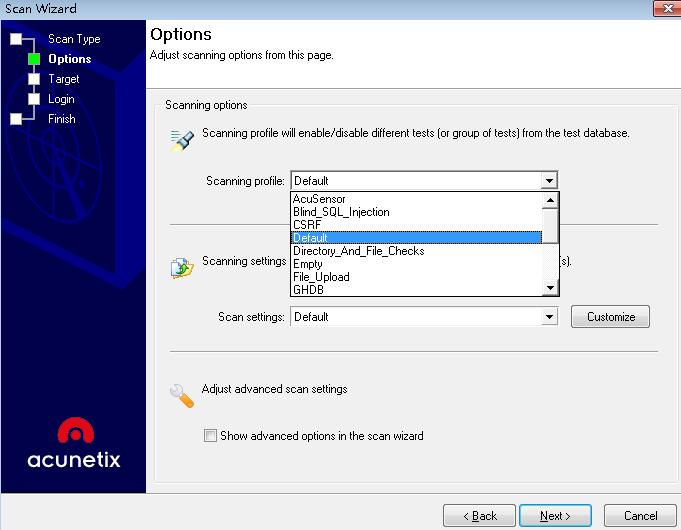 Scan Wizard
Scan Type
Options
Target
Login
Finish
Options
Adjust scanning options from this page.
Scanning options
Scanning profile will enable/disable different tests (or group of tests) from the test database.
Scanning profile: Default
AcuSensor
Blind_SQL_Injection
CSRF
Default
Directory_And_File_Checks
Empty
File_Upload
GHDB
Scanning settings (s).
Scan settings: Default Customize
Adjust advanced scan settings
Show advanced options in the scan wizard
acunetix
< Back Next > Cancel